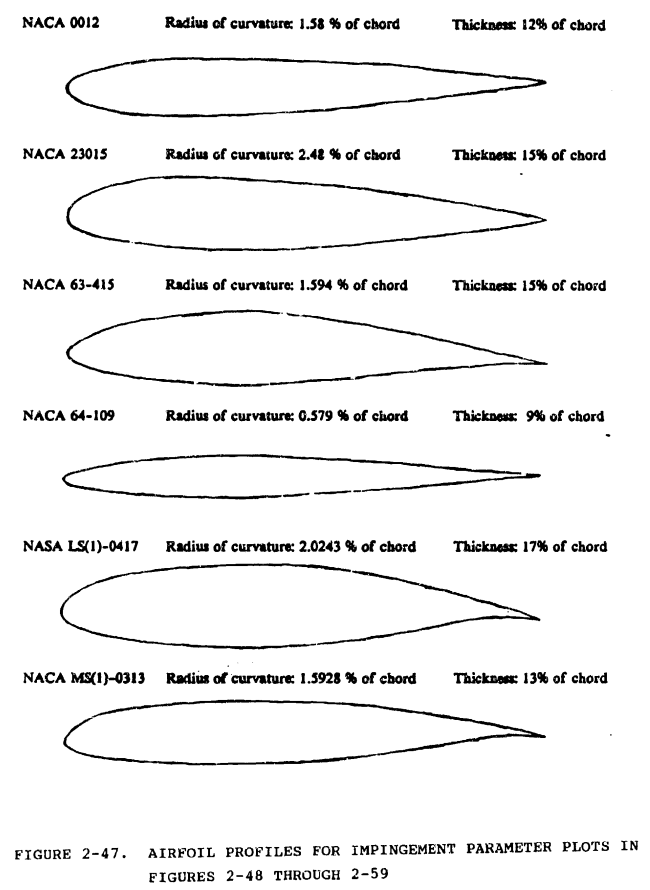 NACA 0012 Radius of curvature: 1.58 % of chord Thickness: 12% of chord
NACA 23015 Radius of curvature: 2.48 % of chord Thickness: 15% of chord
NACA 63-415 Radius of curvature: 1.594 % of chord Thickness: 15% of chord
NACA 64-109 Radius of curvature: 0.579 % of chord Thickness: 9% of chord
NASA LS(1)-0417 Radius of curvature: 2.0243 % of chord Thickness: 17% of chord
NACA MS(1)-0313 Radius of curvature: 1.5928 % of chord Thickness: 13% of chord
FIGURE 2-47. AIRFOIL PROFILES FOR IMPINGEMENT PARAMETER PLOTS IN
FIGURES 2-48 THROUGH 2-59